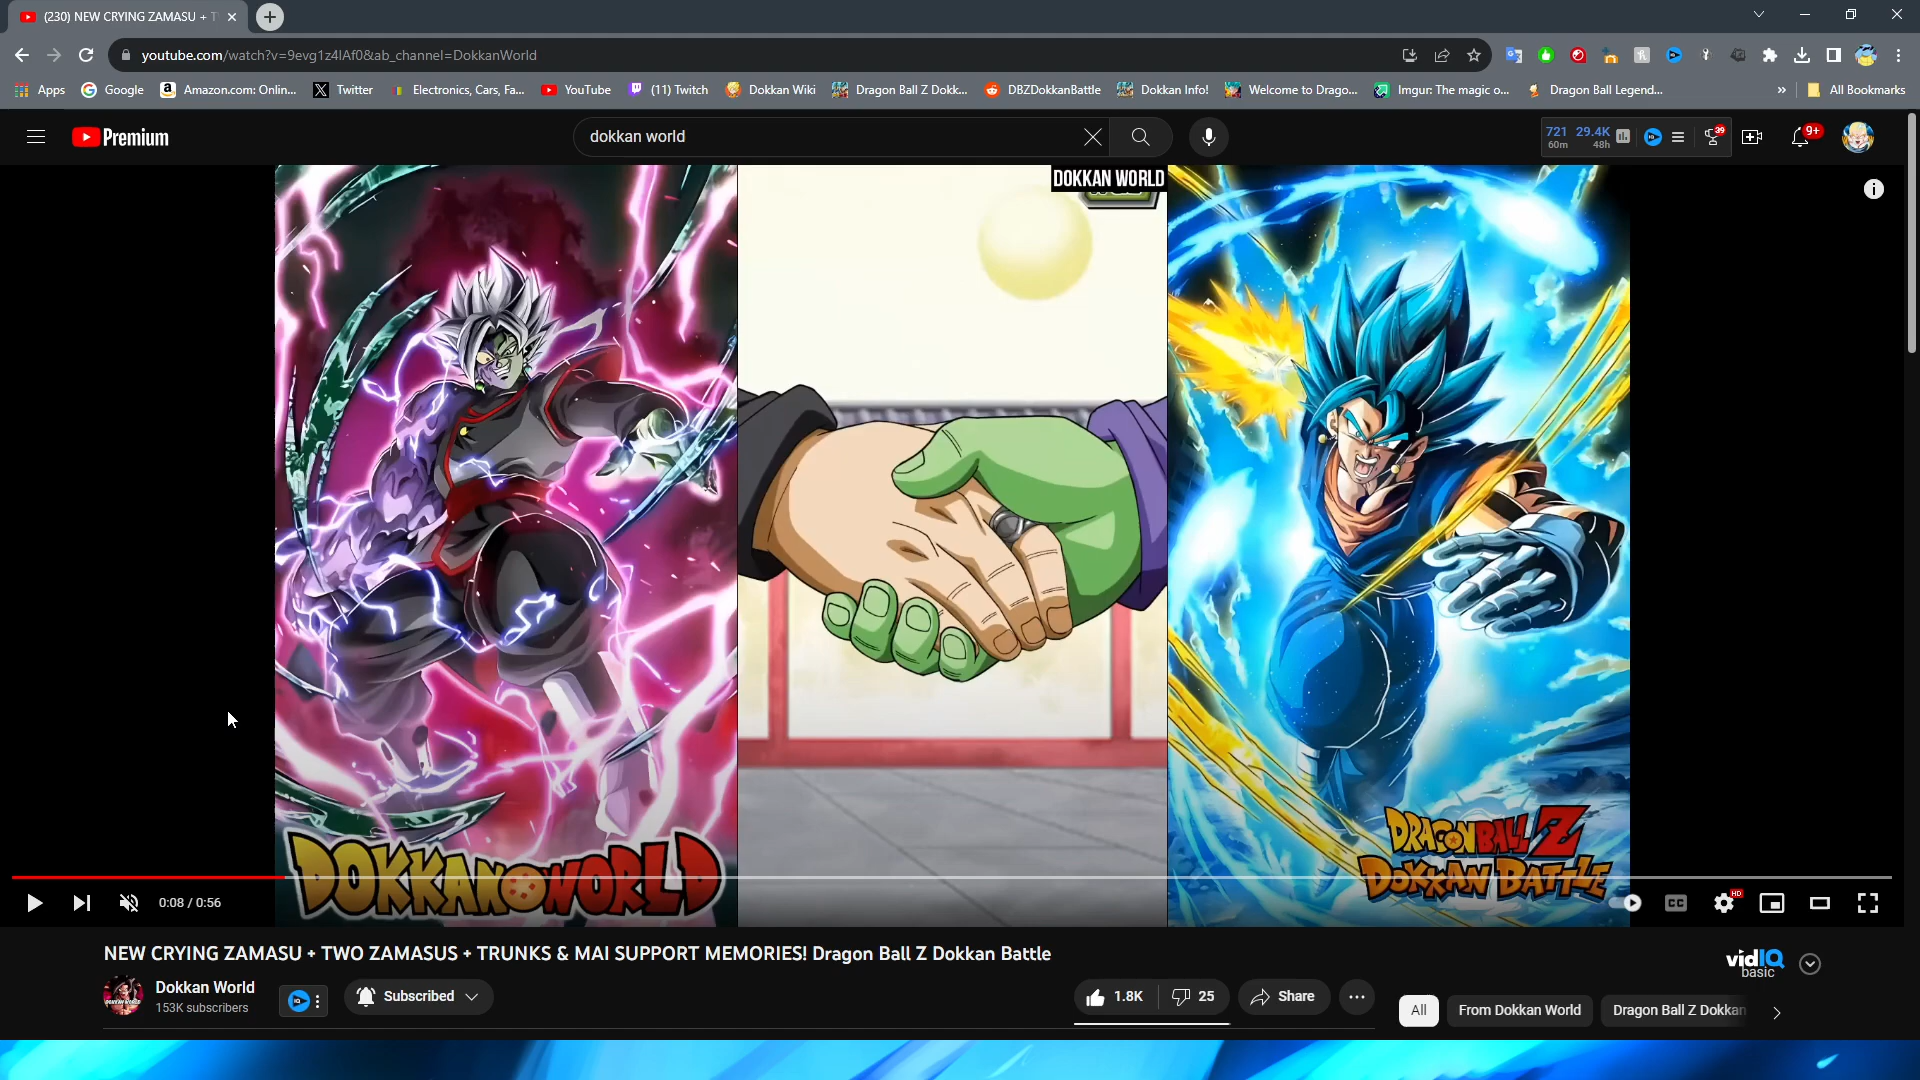 (230) NEW CRYING ZAMASU + T
youtube.com/watch?v=9evg1z4lAf0&ab_channel=DokkanWorld
Apps
Google
Amazon.com: Onlin...
Twitter
Electronics, Cars, Fa...
YouTube
(11) Twitch
Dokkan Wiki
Dragon Ball Z Dokk...
DBZDokkanBattle
Dokkan Info!
Welcome to Drago...
Imgur: The magic o...
Dragon Ball Legend...
»
All Bookmarks
Premium
dokkan world
721 29.4K
60m 48h
39
9+
DOKKAN WORLD
DOKKAN WORLD
DRAGON BALL Z
DOKKAN BATTLE
0:08 / 0:56
CC
HD
NEW CRYING ZAMASU + TWO ZAMASUS + TRUNKS & MAI SUPPORT MEMORIES! Dragon Ball Z Dokkan Battle
vidIQ
basic
Dokkan World
153K subscribers
Subscribed
1.8K
25
Share
All
From Dokkan World
Dragon Ball Z Dokkan